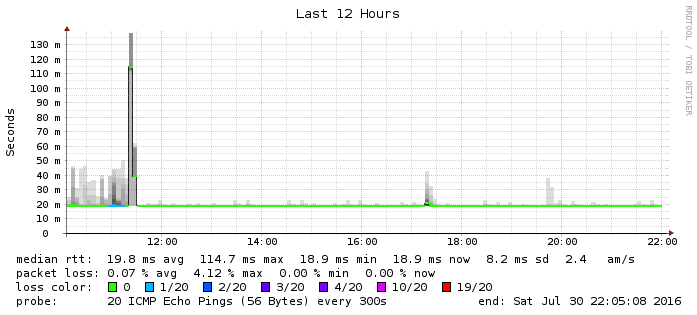 Last 12 Hours
RRDTOOL / TOBI OETIKER
Seconds
130 m
120 m
110 m
100 m
90 m
80 m
70 m
60 m
50 m
40 m
30 m
20 m
10 m
0
12:00 14:00 16:00 18:00 20:00 22:00
median rtt: 19.8 ms avg 114.7 ms max 18.9 ms min 18.9 ms now 8.2 ms sd 2.4 am/s
packet loss: 0.07 % avg 4.12 % max 0.00 % min 0.00 % now
loss color: 0 1/20 2/20 3/20 4/20 10/20 19/20
probe: 20 ICMP Echo Pings (56 Bytes) every 300s end: Sat Jul 30 22:05:08 2016